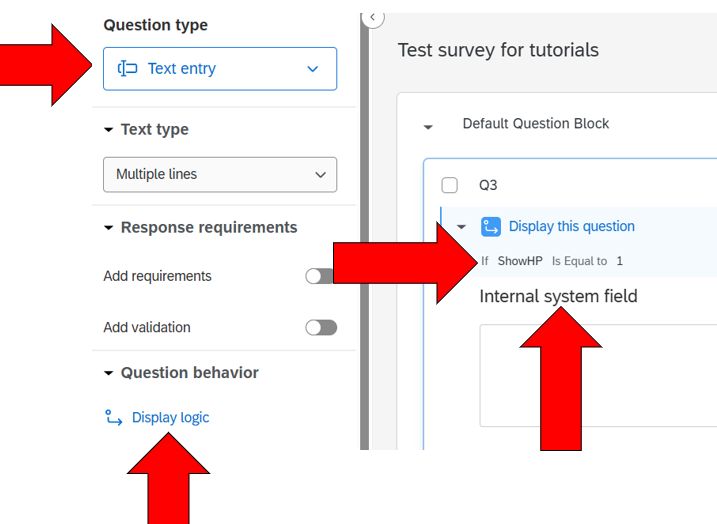 Question type
Text entry
Text type
Multiple lines
Response requirements
Add requirements
Add validation
Question behavior
Display logic
Test survey for tutorials
Default Question Block
Q3
Display this question
If ShowHP Is Equal to 1
Internal system field